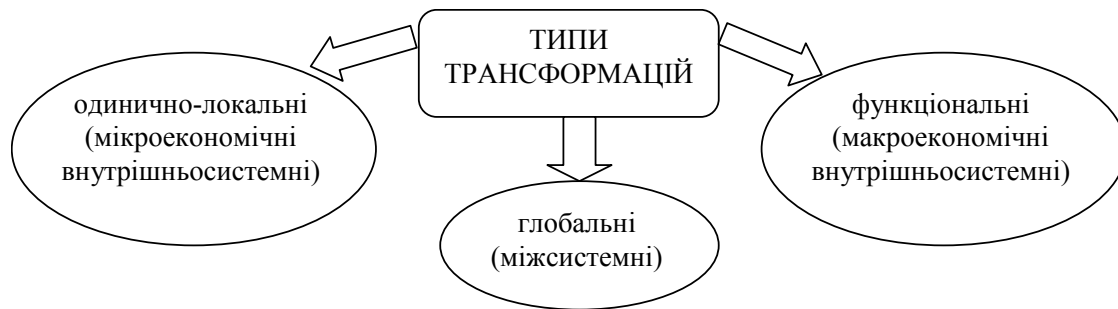 ТИПИ
ТРАНСФОРМАЦІЙ
одинично-локальні
(мікроекономічні
внутрішньосистемні)
глобальні
(міжсистемні)
функціональні
(макроекономічні
внутрішньосистемні)